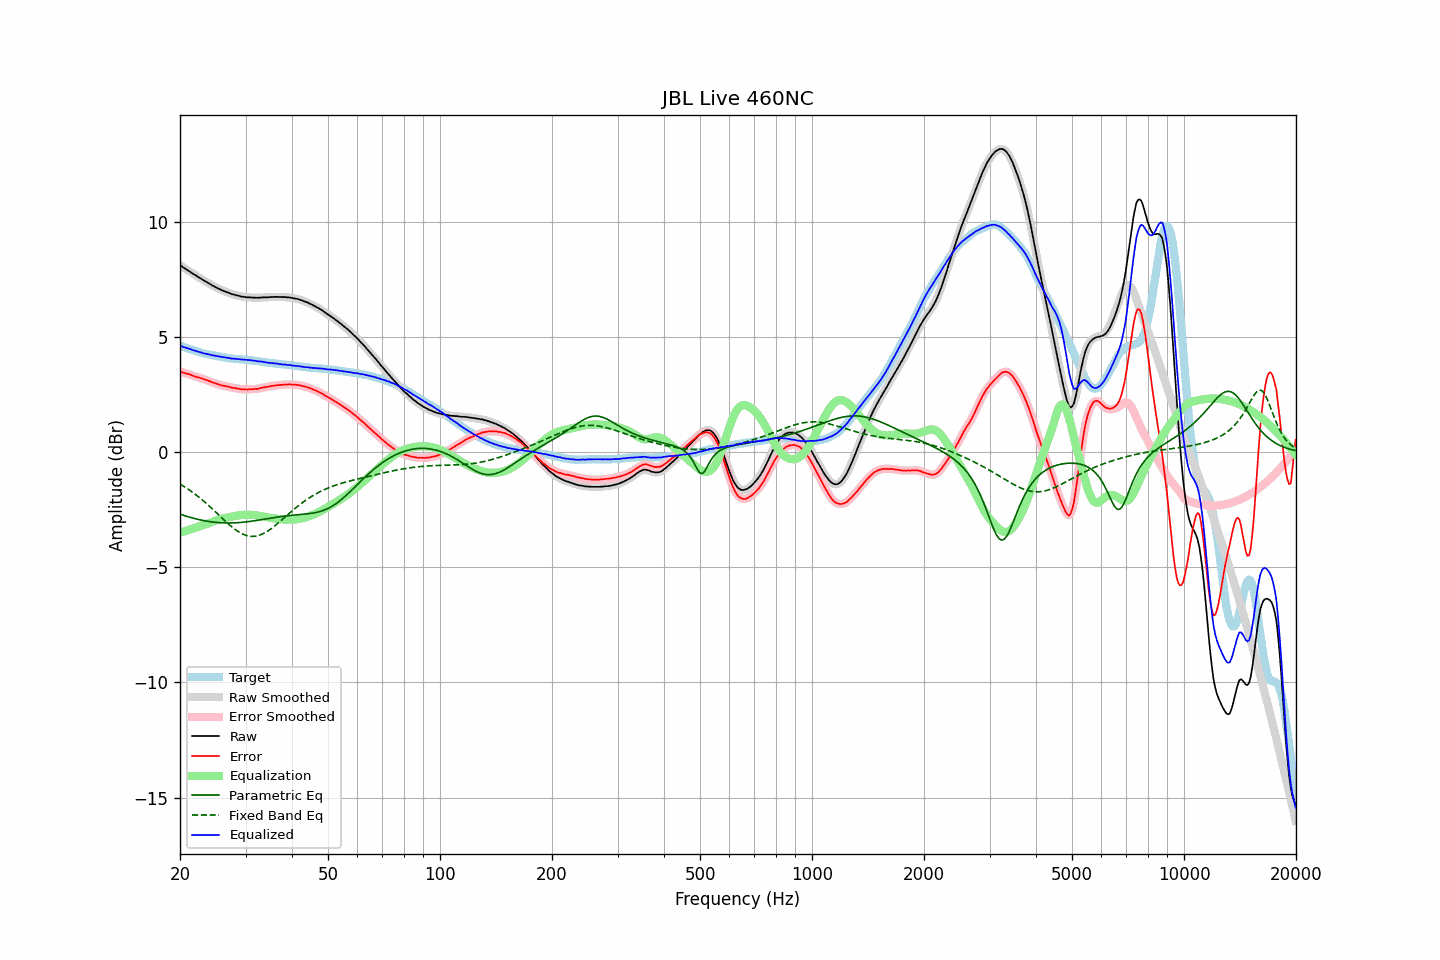 JBL Live 460NC
Amplitude (dBr)
10
5
0
−5
−10
−15
Target
Raw Smoothed
Error Smoothed
Raw
Error
Equalization
Parametric Eq
Fixed Band Eq
Equalized
20 50 100 200 500 1000 2000 5000 10000 20000
Frequency (Hz)